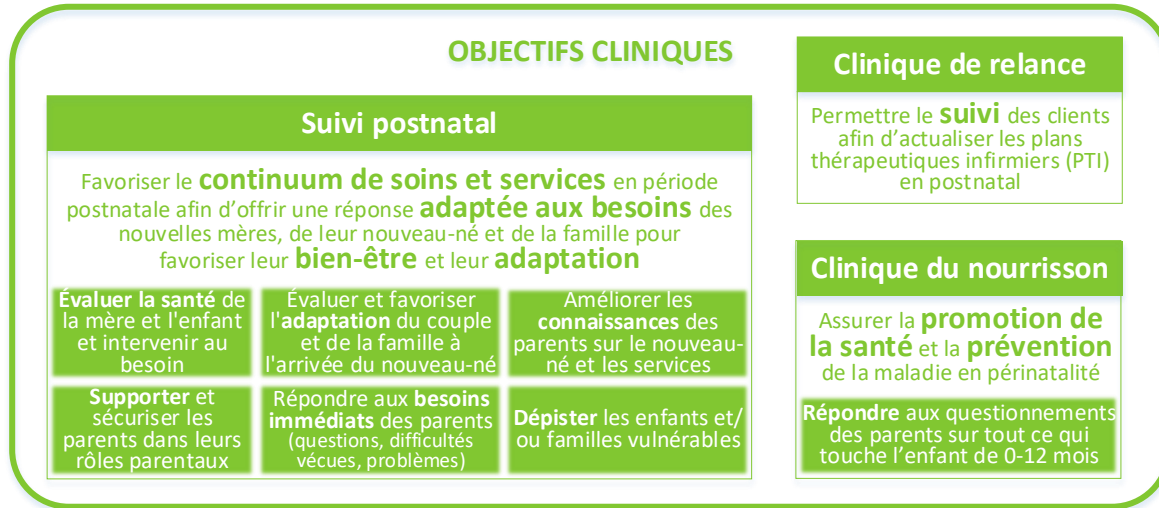 OBJECTIFS CLINIQUES
Suivi postnatal
Favoriser le continuum de soins et services en période
postnatale afin d'offrir une réponse adaptée aux besoins des
nouvelles mères, de leur nouveau-né et de la famille pour
favoriser leur bien-être et leur adaptation
Évaluer la santé de
la mère et l'enfant
et intervenir au
besoin
Évaluer et favoriser
l'adaptation du couple
et de la famille à
l'arrivée du nouveau-né
Améliorer les
connaissances des
parents sur le nouveau-
né et les services
Supporter et
sécuriser les
parents dans leurs
rôles parentaux
Répondre aux besoins
immédiats des parents
(questions, difficultés
vécues, problèmes)
Dépister les enfants et/
ou familles vulnérables
Clinique de relance
Permettre le suivi des clients
afin d'actualiser les plans
thérapeutiques infirmiers (PTI)
en postnatal
Clinique du nourrisson
Assurer la promotion de
la santé et la prévention
de la maladie en périnatalité
Répondre aux questionnements
des parents sur tout ce qui
touche l'enfant de 0-12 mois